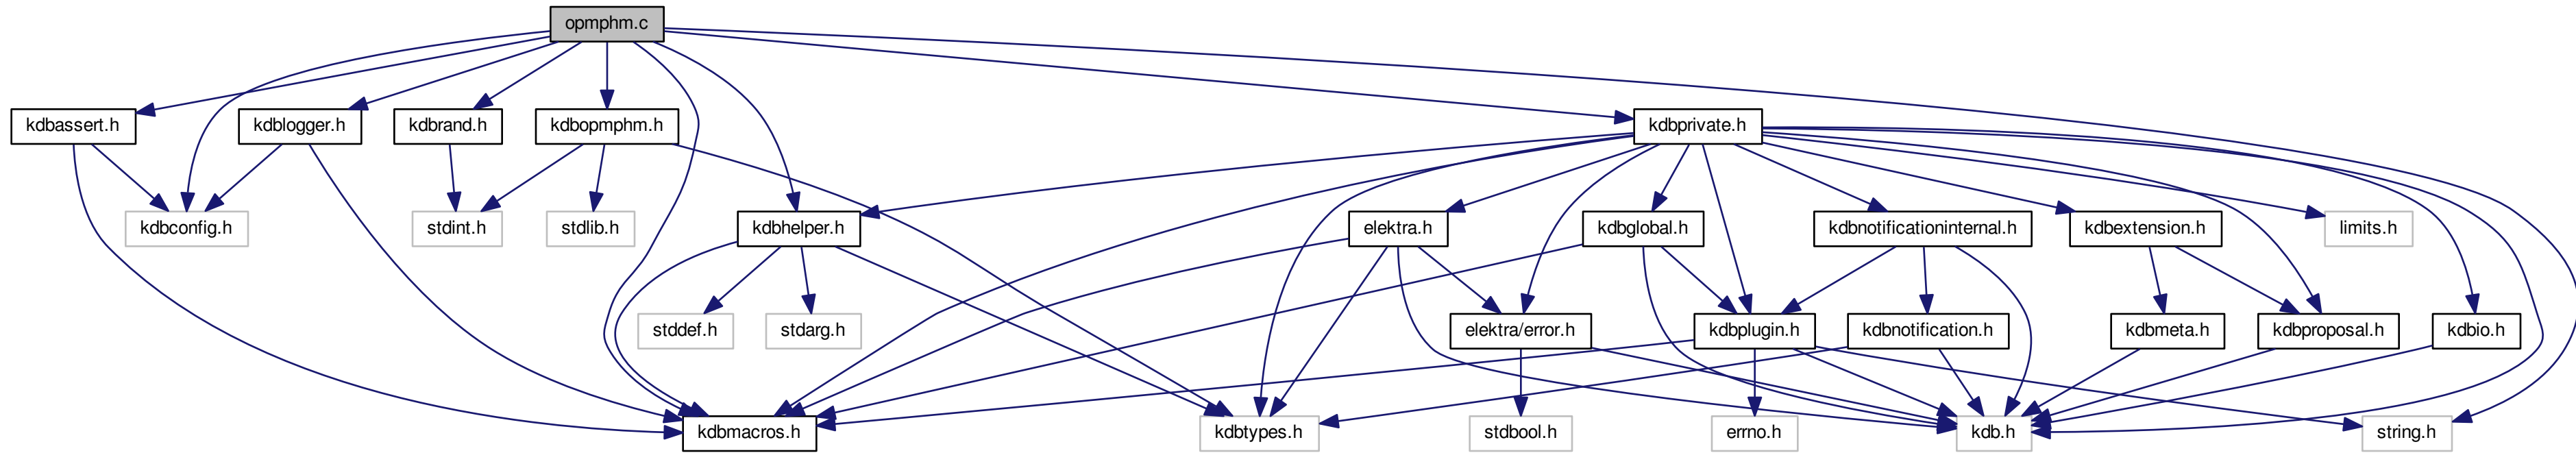 opmphm.c
kdbassert.h
kdblogger.h
kdbrand.h
kdbopmphm.h
kdbprivate.h
kdbconfig.h
stdint.h
stdlib.h
kdbhelper.h
elektra.h
kdbglobal.h
kdbnotificationinternal.h
kdbextension.h
limits.h
stddef.h
stdarg.h
elektra/error.h
kdbplugin.h
kdbnotification.h
kdbmeta.h
kdbproposal.h
kdbio.h
kdbmacros.h
kdbtypes.h
stdbool.h
errno.h
kdb.h
string.h